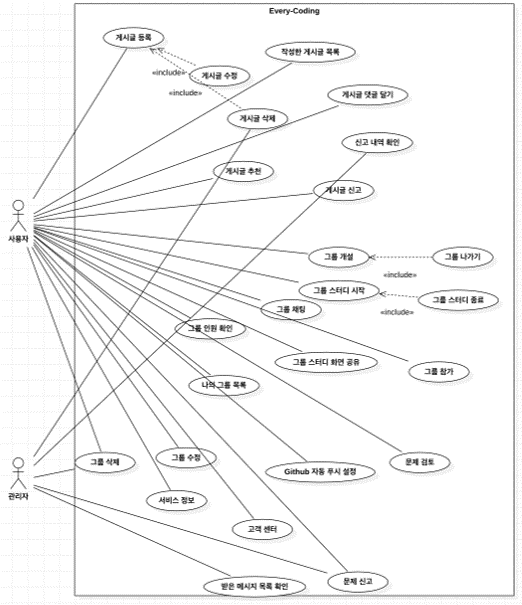 Every-Coding
게시글 등록
작성한 게시글 목록
«include»
게시글 수정
«include»
게시글 댓글 달기
게시글 삭제
신고 내역 확인
게시글 추천
게시글 신고
사용자
그룹 개설
그룹 나가기
«include»
그룹 스터디 시작
그룹 스터디 종료
«include»
그룹 채팅
그룹 인원 확인
그룹 스터디 화면 공유
그룹 참가
나의 그룹 목록
그룹 삭제
그룹 수정
Github 자동 푸시 설정
문제 검토
관리자
서비스 정보
고객 센터
받은 메시지 목록 확인
문제 신고